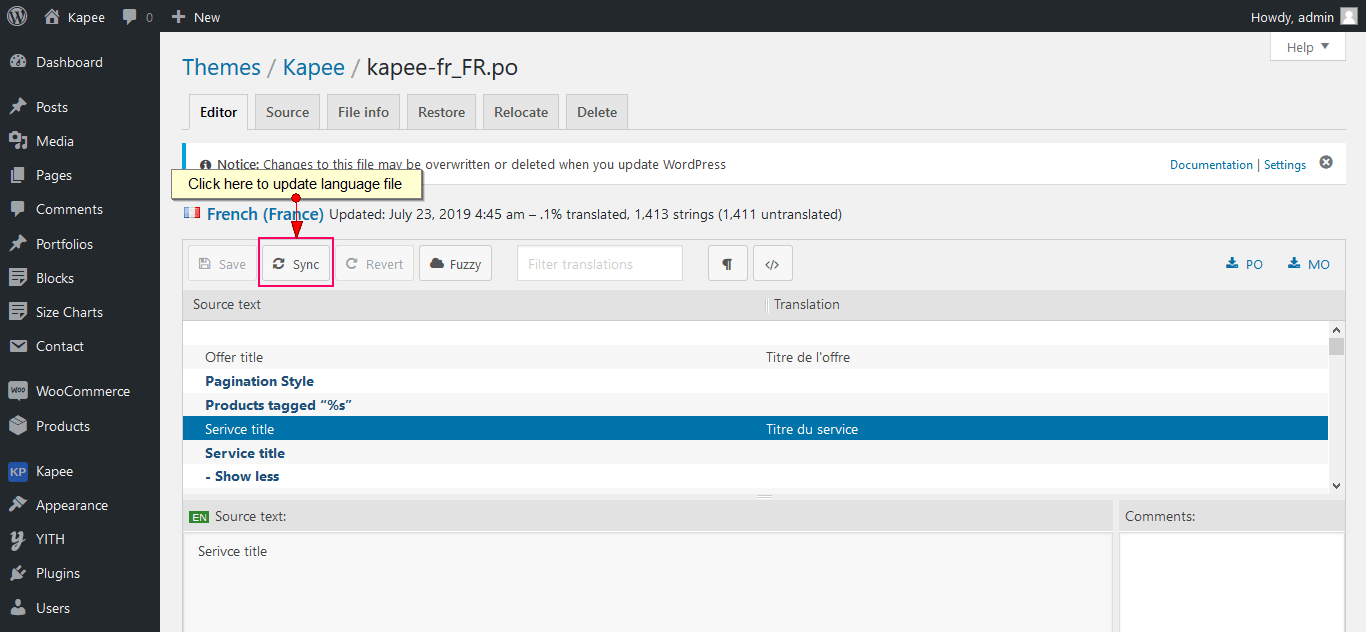 Kapee 0 New Howdy, admin
Help
Dashboard
Posts
Media
Pages
Comments
Portfolios
Blocks
Size Charts
Contact
WOO WooCommerce
Products
KP Kapee
Appearance
YITH
Plugins
Users
Themes / Kapee / kapee-fr_FR.po
Editor Source File info Restore Relocate Delete
Notice: Changes to this file may be overwritten or deleted when you update WordPress Documentation | Settings
Click here to update language file
French (France) Updated: July 23, 2019 4:45 am – .1% translated, 1,413 strings (1,411 untranslated)
Save Sync Revert Fuzzy Filter translations ¶ </> PO MO
Source text Translation
Offer title Titre de l'offre
Pagination Style
Products tagged “%s”
Serivce title Titre du service
Service title
- Show less
EN Source text: Comments:
Serivce title